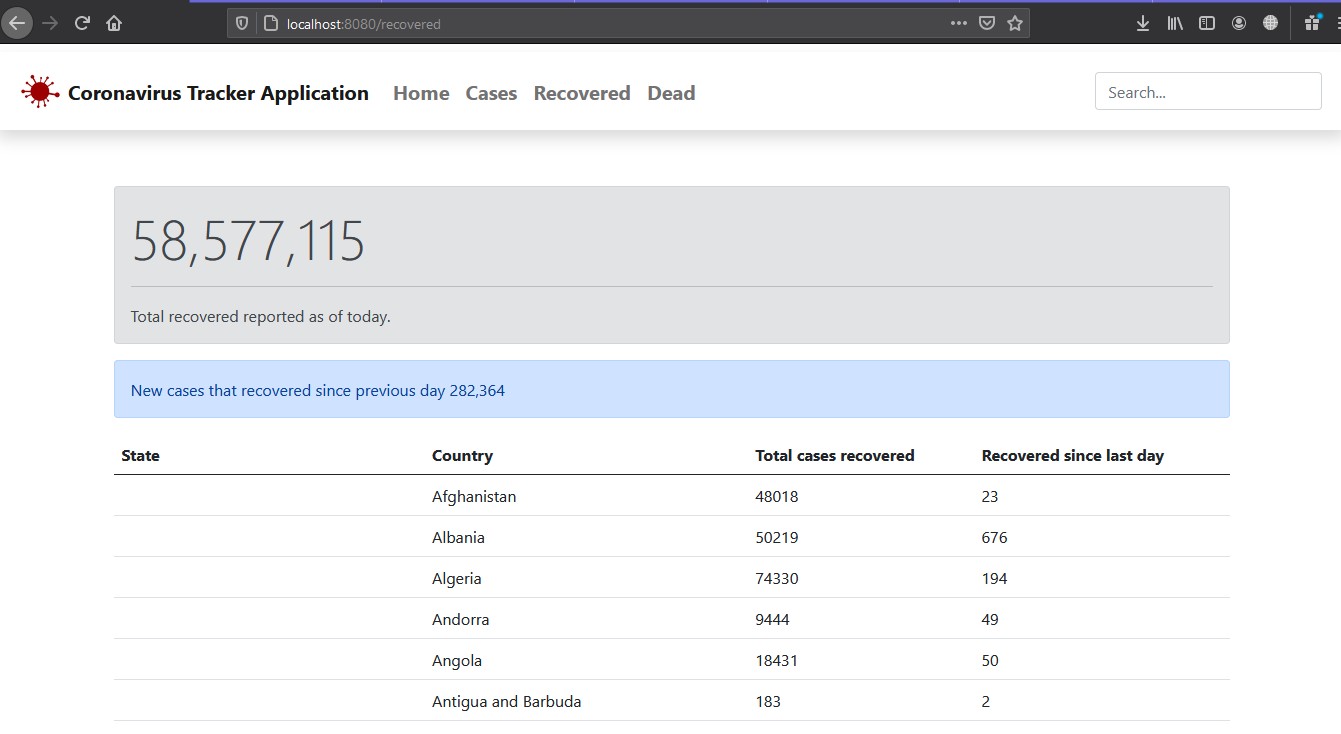 localhost:8080/recovered
Coronavirus Tracker Application Home Cases Recovered Dead Search...
58,577,115
Total recovered reported as of today.
New cases that recovered since previous day 282,364
State Country Total cases recovered Recovered since last day
Afghanistan 48018 23
Albania 50219 676
Algeria 74330 194
Andorra 9444 49
Angola 18431 50
Antigua and Barbuda 183 2